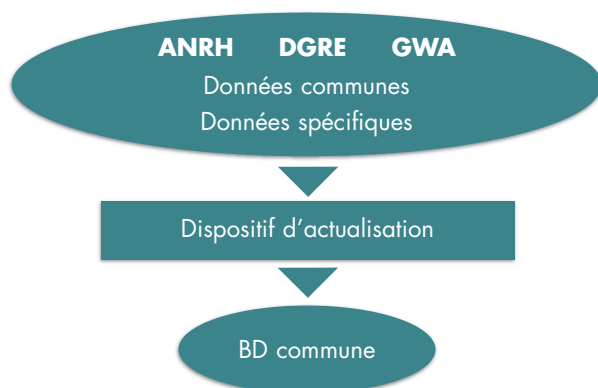 ANRH DGRE GWA
Données communes
Données spécifiques
Dispositif d’actualisation
BD commune